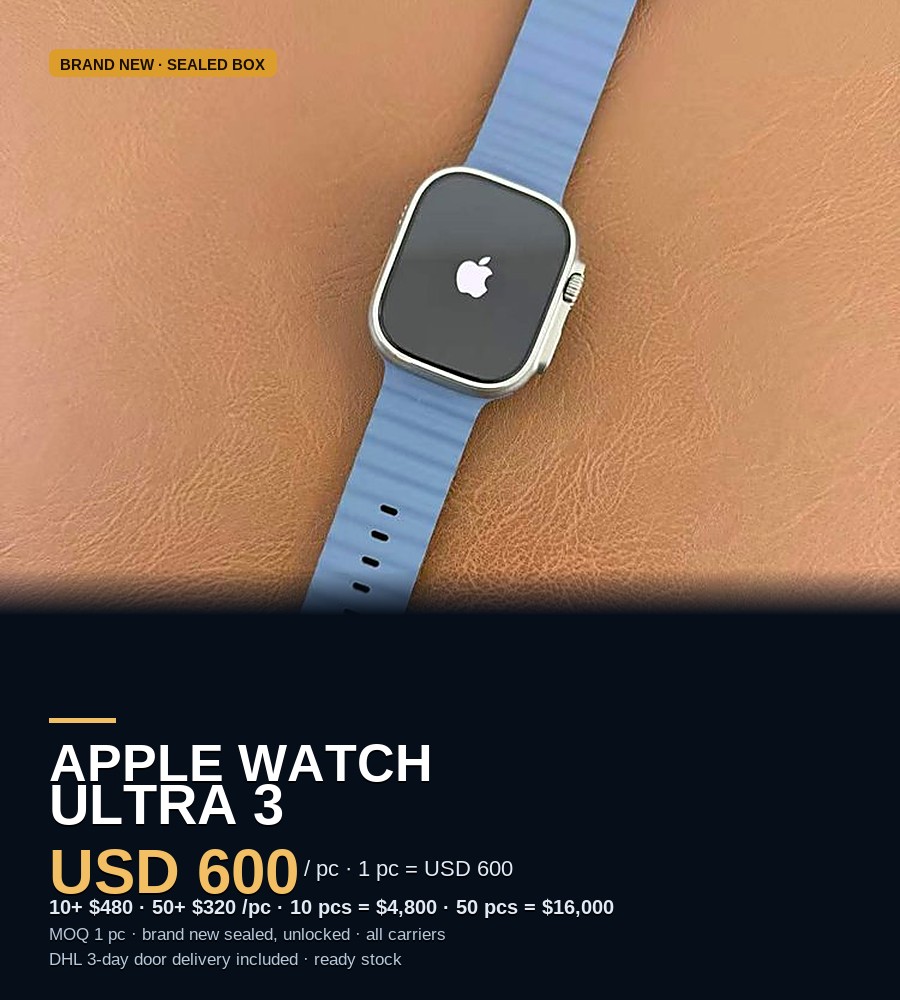 BRAND NEW · SEALED BOX
APPLE WATCH
ULTRA 3
USD 600 / pc · 1 pc = USD 600
10+ $480 · 50+ $320 /pc · 10 pcs = $4,800 · 50 pcs = $16,000
MOQ 1 pc · brand new sealed, unlocked · all carriers
DHL 3-day door delivery included · ready stock